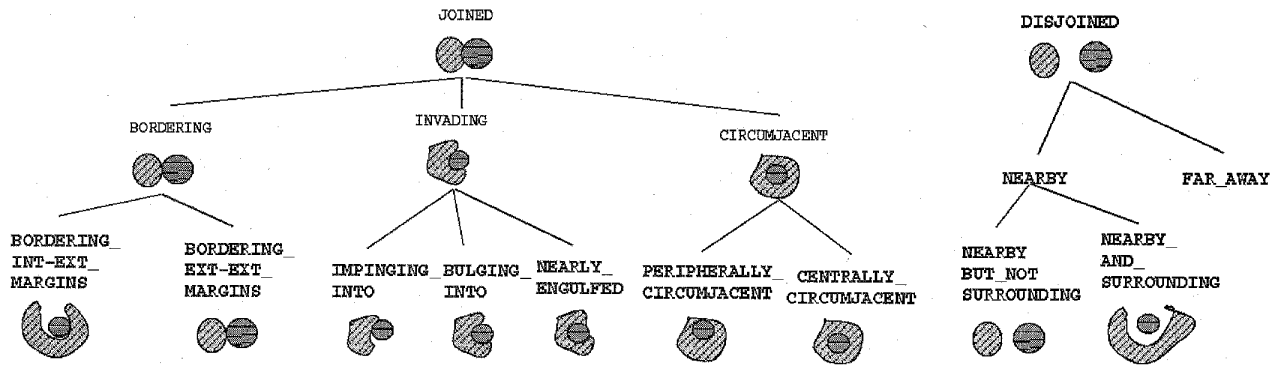 JOINED
DISJOINED
BORDERING
INVADING
CIRCUMJACENT
NEARBY
FAR_AWAY
BORDERING_
INT-EXT_
MARGINS
BORDERING_
EXT-EXT_
MARGINS
IMPINGING_
INTO
BULGING_
INTO
NEARLY_
ENGULFED
PERIPHERALLY_
CIRCUMJACENT
CENTRALLY_
CIRCUMJACENT
NEARBY
BUT_NOT
SURROUNDING
NEARBY_
AND_
SURROUNDING